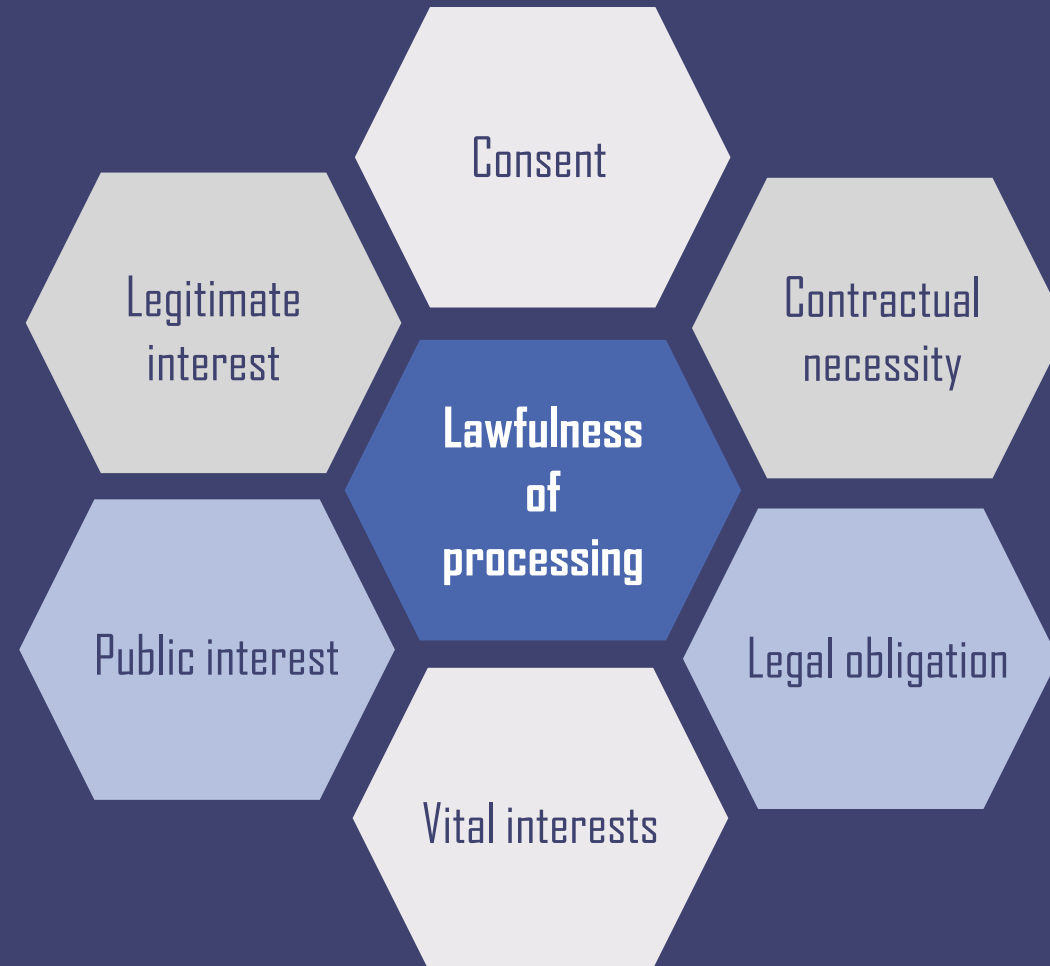 Consent
Legitimate
interest
Contractual
necessity
Lawfulness
of
processing
Public interest
Legal obligation
Vital interests